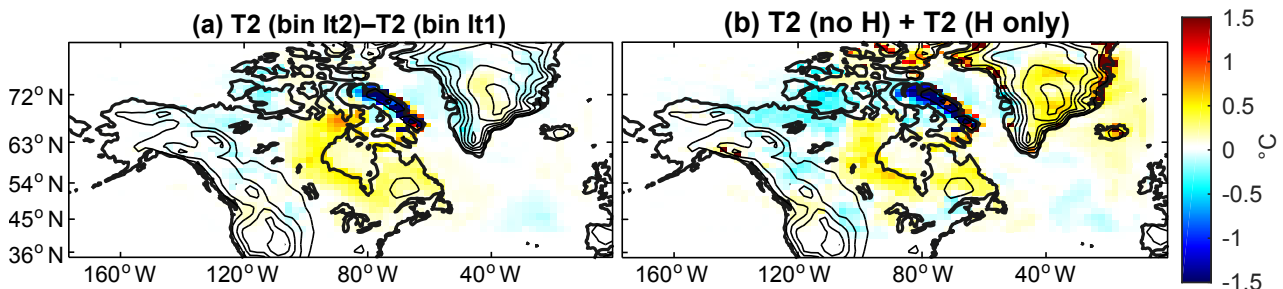 (a) T2 (bin It2)–T2 (bin It1)
(b) T2 (no H) + T2 (H only)
72° N
63° N
54° N
45° N
36° N
160° W
120° W
80° W
40° W
160° W
120° W
80° W
40° W
1.5
1
0.5
0
-0.5
-1
-1.5
°C